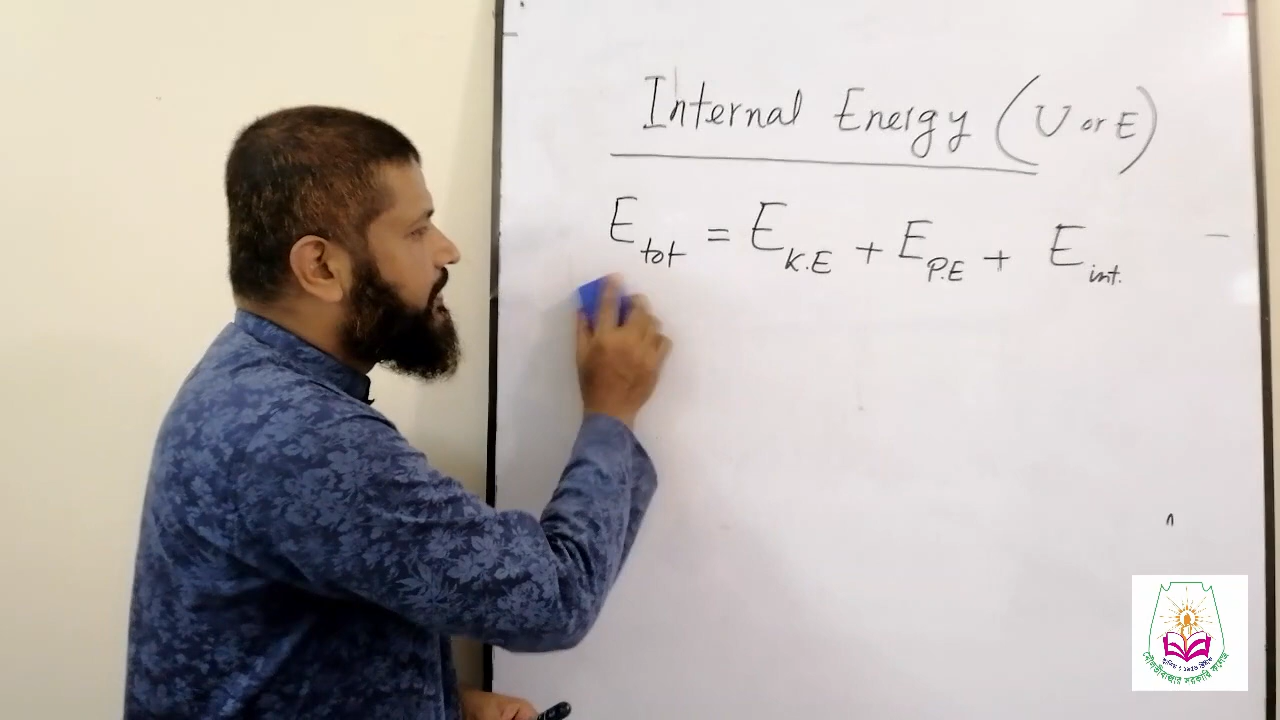 Internal Energy (U or E)
E_tot = E_K.E + E_P.E + E_int.